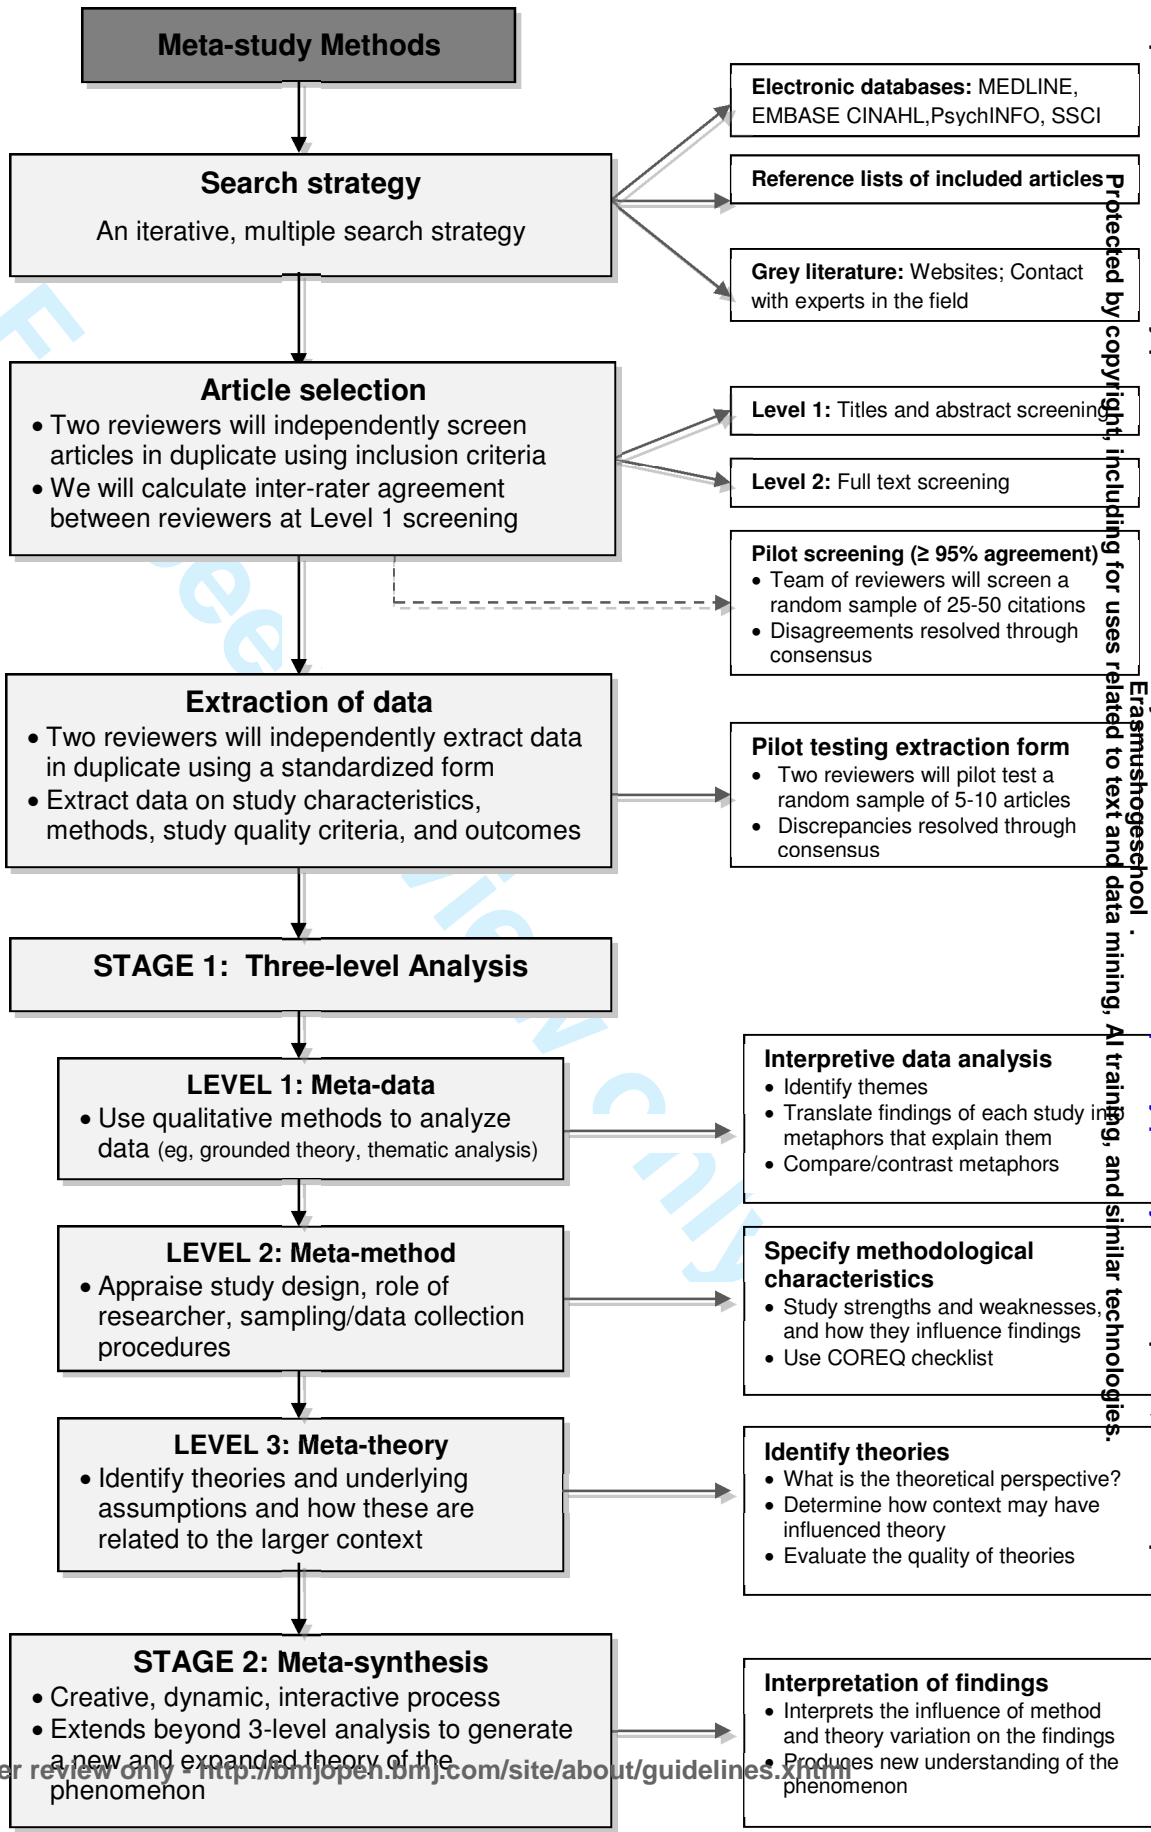 Meta-study Methods
Search strategy
An iterative, multiple search strategy
Electronic databases: MEDLINE,
EMBASE CINAHL,PsychINFO, SSCI
Reference lists of included articles
Grey literature: Websites; Contact
with experts in the field
Article selection
• Two reviewers will independently screen
articles in duplicate using inclusion criteria
• We will calculate inter-rater agreement
between reviewers at Level 1 screening
Level 1: Titles and abstract screening
Level 2: Full text screening
Pilot screening (≥ 95% agreement)
• Team of reviewers will screen a
random sample of 25-50 citations
• Disagreements resolved through
consensus
Extraction of data
• Two reviewers will independently extract data
in duplicate using a standardized form
• Extract data on study characteristics,
methods, study quality criteria, and outcomes
Pilot testing extraction form
• Two reviewers will pilot test a
random sample of 5-10 articles
• Discrepancies resolved through
consensus
STAGE 1: Three-level Analysis
LEVEL 1: Meta-data
• Use qualitative methods to analyze
data (eg, grounded theory, thematic analysis)
Interpretive data analysis
• Identify themes
• Translate findings of each study into
metaphors that explain them
• Compare/contrast metaphors
LEVEL 2: Meta-method
• Appraise study design, role of
researcher, sampling/data collection
procedures
Specify methodological
characteristics
• Study strengths and weaknesses,
and how they influence findings
• Use COREQ checklist
LEVEL 3: Meta-theory
• Identify theories and underlying
assumptions and how these are
related to the larger context
Identify theories
• What is the theoretical perspective?
• Determine how context may have
influenced theory
• Evaluate the quality of theories
STAGE 2: Meta-synthesis
• Creative, dynamic, interactive process
• Extends beyond 3-level analysis to generate
a new and expanded theory of the
phenomenon
Interpretation of findings
• Interprets the influence of method
and theory variation on the findings
• Produces new understanding of the
phenomenon
review only - http://bmjopen.bmj.com/site/about/guidelines.xhtml
Protected by copyright, including for uses related to text and data mining, AI training, and similar technologies.
Erasmushogeschool .